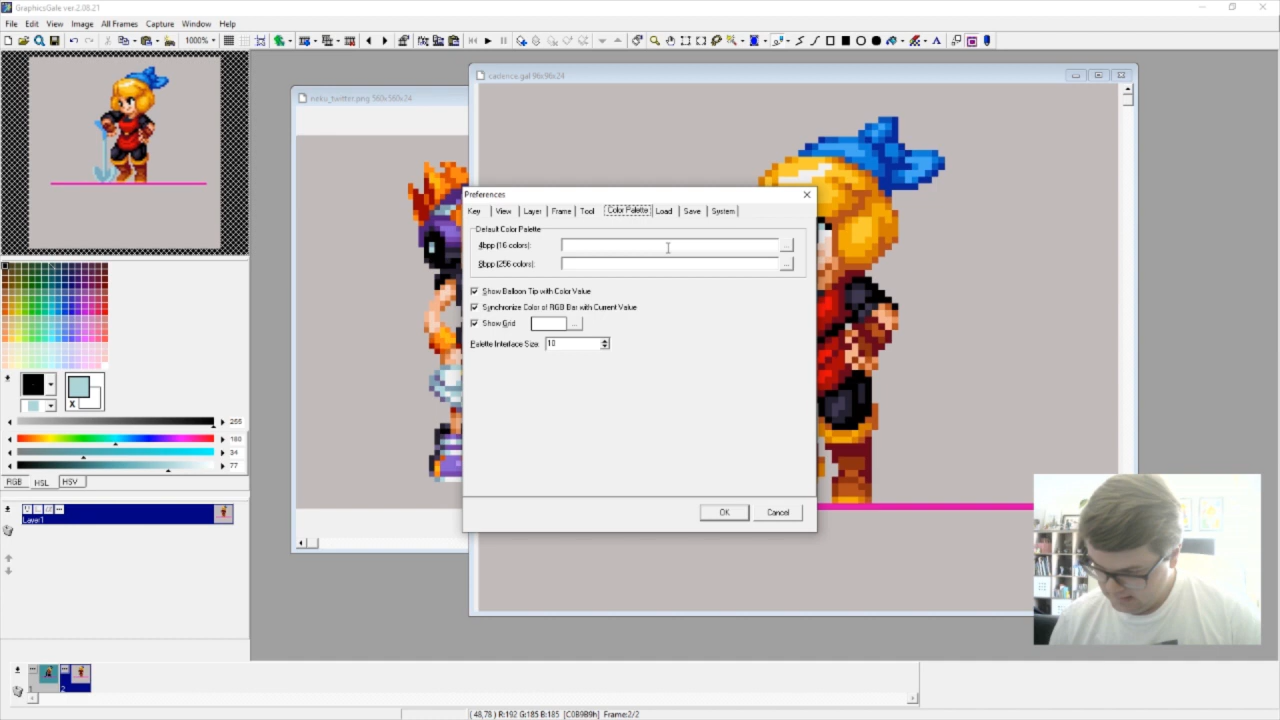 GraphicsGale ver.2.08.21
File Edit View Image All Frames Capture Window Help
1000%
cadence.gal 96x96x24
neku_twitter.png 560x560x24
Preferences
Key View Layer Frame Tool Color Palette Load Save System
Default Color Palette
4bpp (16 colors):
8bpp (256 colors):
Show Balloon Tip with Color Value
Synchronize Color of RGB Bar with Current Value
Show Grid
Palette Interface Size: 10
OK Cancel
X
255
180
34
77
RGB HSL HSV
Layer1
1 2
( 48,78 ) R:192 G:185 B:185 [C0B9B9h] Frame:2/2